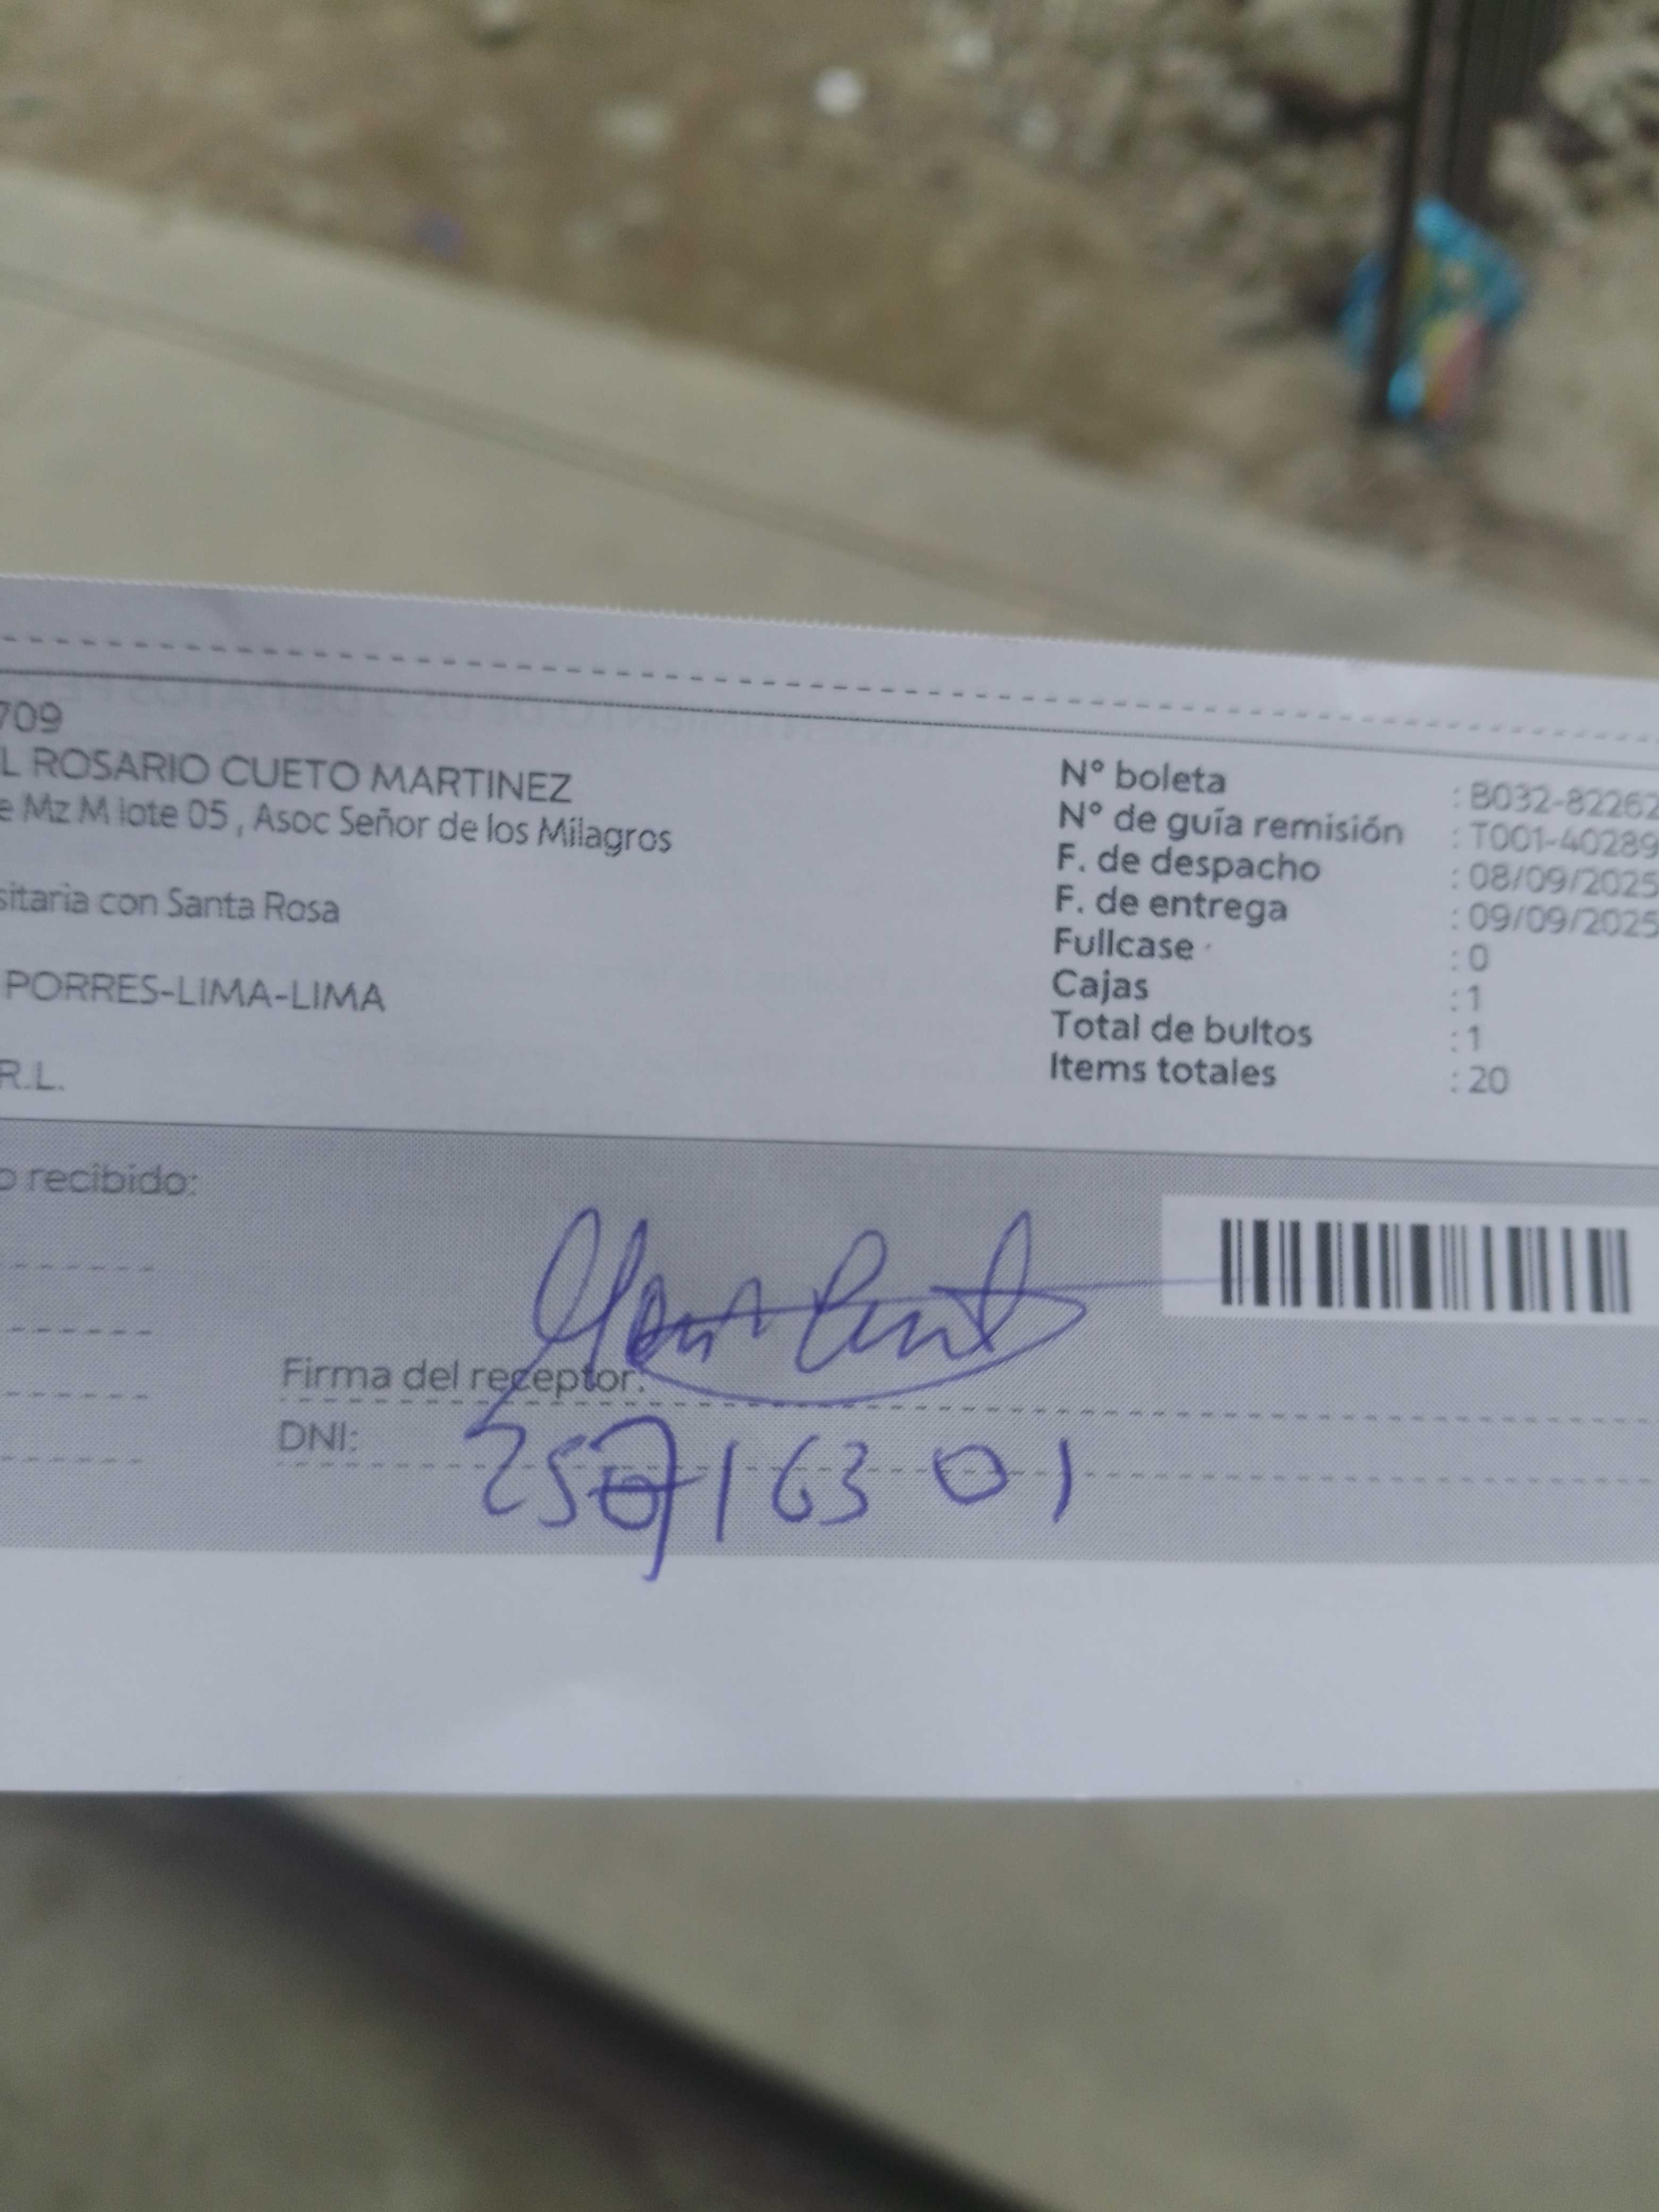 709
L ROSARIO CUETO MARTINEZ
e Mz M lote 05 , Asoc Señor de los Milagros
sitaria con Santa Rosa
PORRES-LIMA-LIMA
R.L.
N° boleta : B032-82262
N° de guía remisión : T001-40289
F. de despacho : 08/09/2025
F. de entrega : 09/09/2025
Fullcase : 0
Cajas : 1
Total de bultos : 1
Items totales : 20
o recibido:
Firma del receptor:
DNI: 25716301